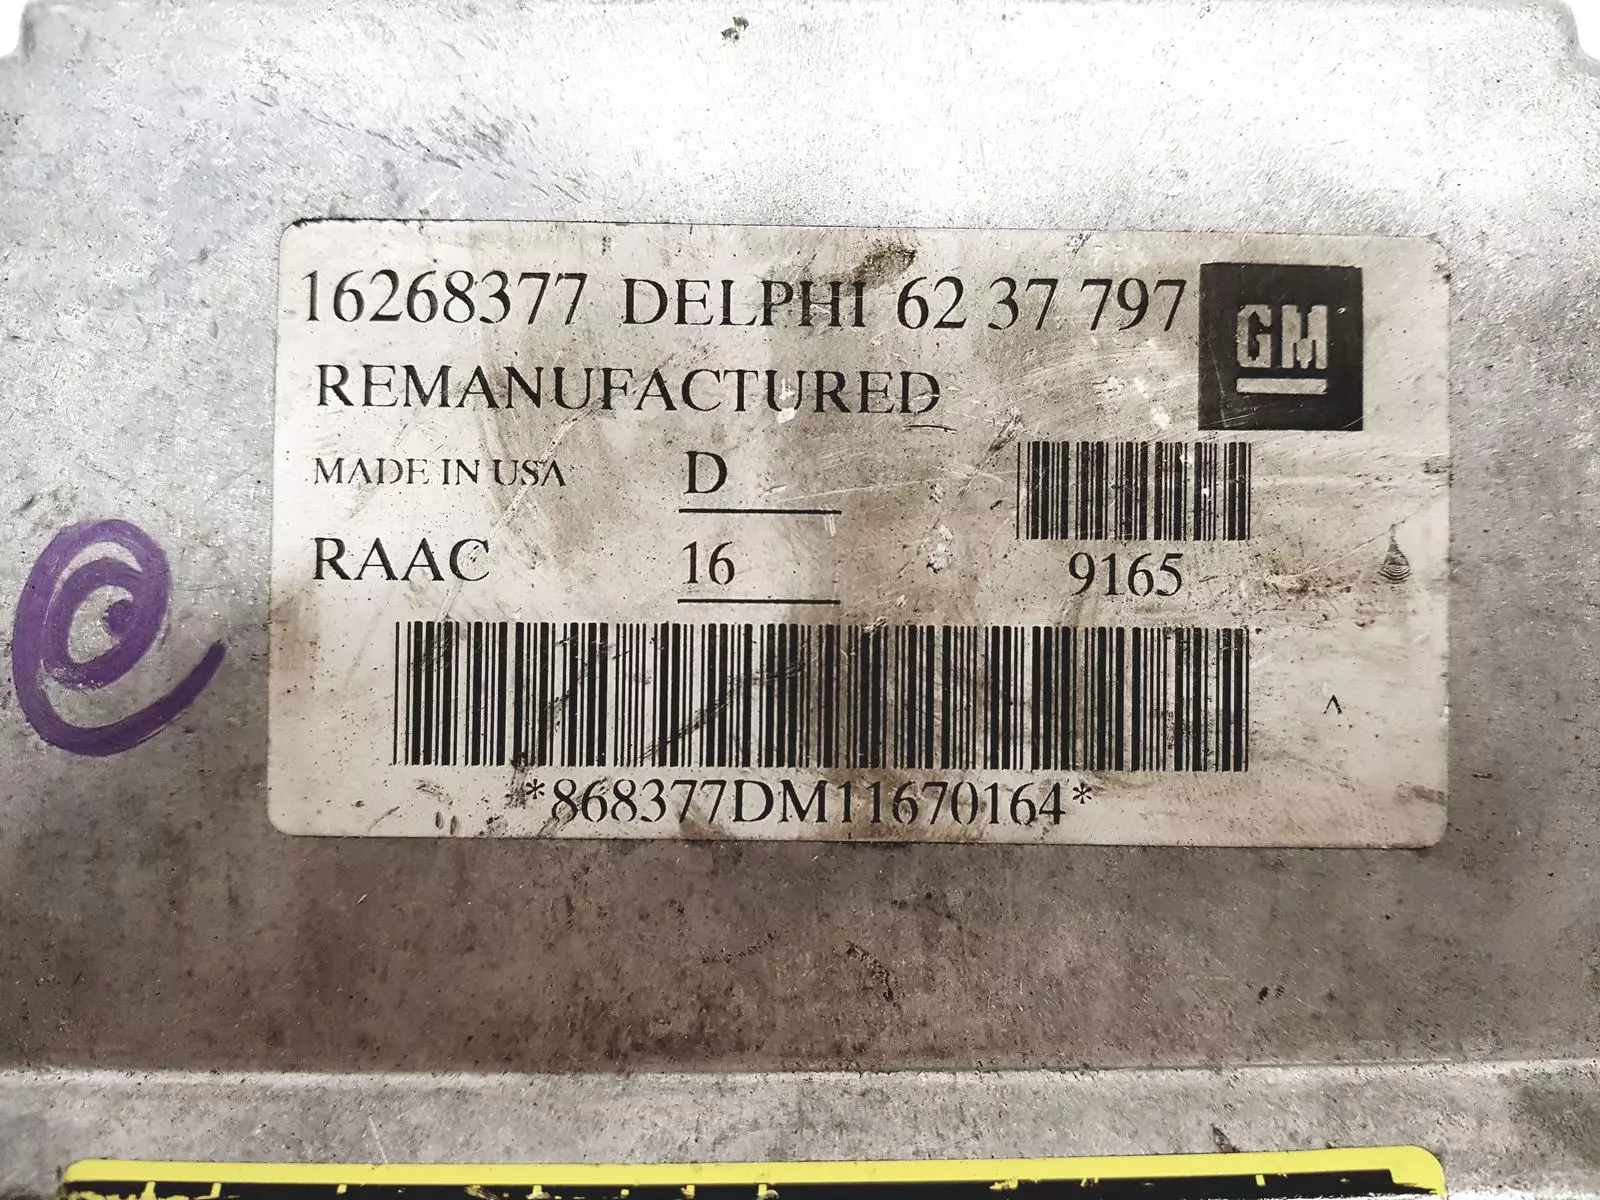 16268377 DELPHI 62 37 797
GM
REMANUFACTURED
MADE IN USA D
RAAC 16 9165
*868377DM11670164*